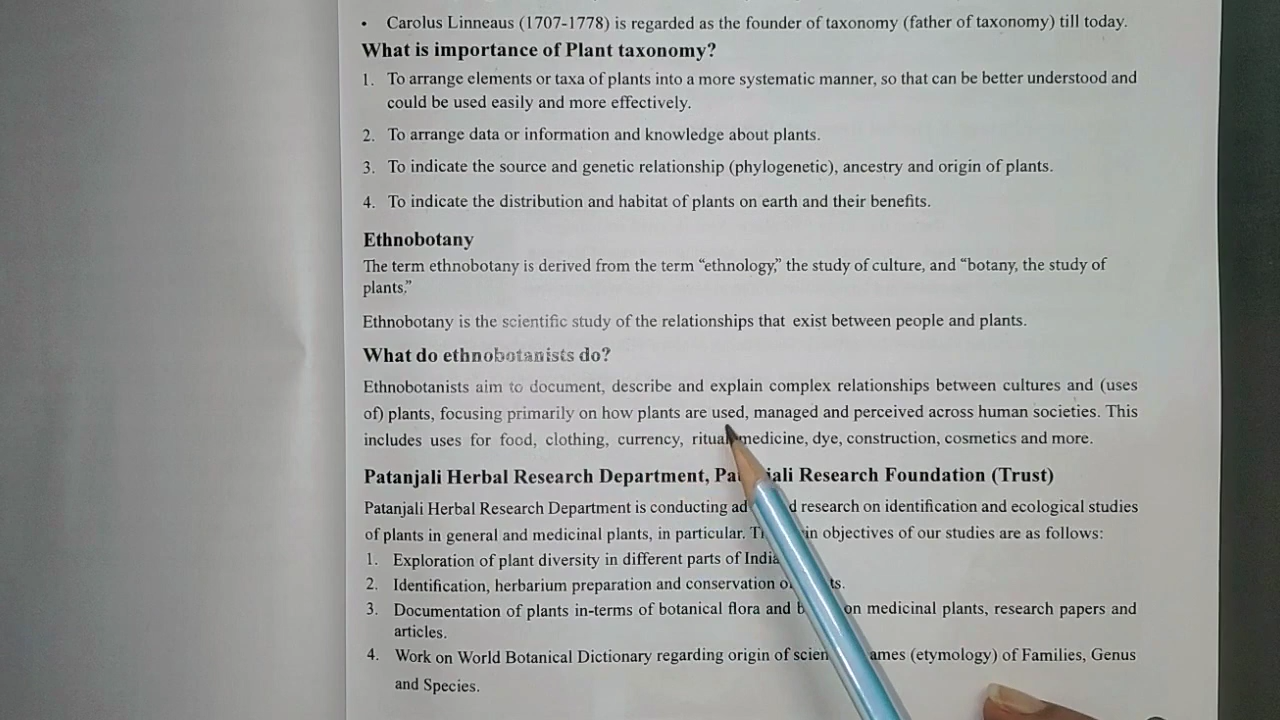 • Carolus Linneaus (1707-1778) is regarded as the founder of taxonomy (father of taxonomy) till today.
What is importance of Plant taxonomy?
1. To arrange elements or taxa of plants into a more systematic manner, so that can be better understood and
could be used easily and more effectively.
2. To arrange data or information and knowledge about plants.
3. To indicate the source and genetic relationship (phylogenetic), ancestry and origin of plants.
4. To indicate the distribution and habitat of plants on earth and their benefits.
Ethnobotany
The term ethnobotany is derived from the term “ethnology,” the study of culture, and “botany, the study of
plants.”
Ethnobotany is the scientific study of the relationships that exist between people and plants.
What do ethnobotanists do?
Ethnobotanists aim to document, describe and explain complex relationships between cultures and (uses
of) plants, focusing primarily on how plants are used, managed and perceived across human societies. This
includes uses for food, clothing, currency, ritual medicine, dye, construction, cosmetics and more.
Patanjali Herbal Research Department, Patanjali Research Foundation (Trust)
Patanjali Herbal Research Department is conducting research on identification and ecological studies
of plants in general and medicinal plants, in particular. objectives of our studies are as follows:
1. Exploration of plant diversity in different parts of India
2. Identification, herbarium preparation and conservation
3. Documentation of plants in-terms of botanical flora and on medicinal plants, research papers and
articles.
4. Work on World Botanical Dictionary regarding origin of (etymology) of Families, Genus
and Species.